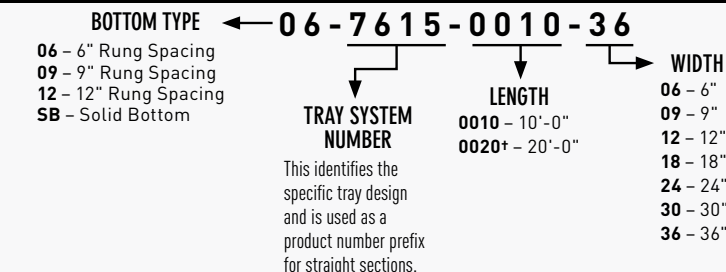 BOTTOM TYPE
06-7615-0010-36
06 – 6" Rung Spacing
09 – 9" Rung Spacing
12 – 12" Rung Spacing
SB – Solid Bottom
TRAY SYSTEM
NUMBER
This identifies the
specific tray design
and is used as a
product number prefix
for straight sections.
LENGTH
0010 – 10'-0"
0020† – 20'-0"
WIDTH
06 – 6"
09 – 9"
12 – 12"
18 – 18"
24 – 24"
30 – 30"
36 – 36"